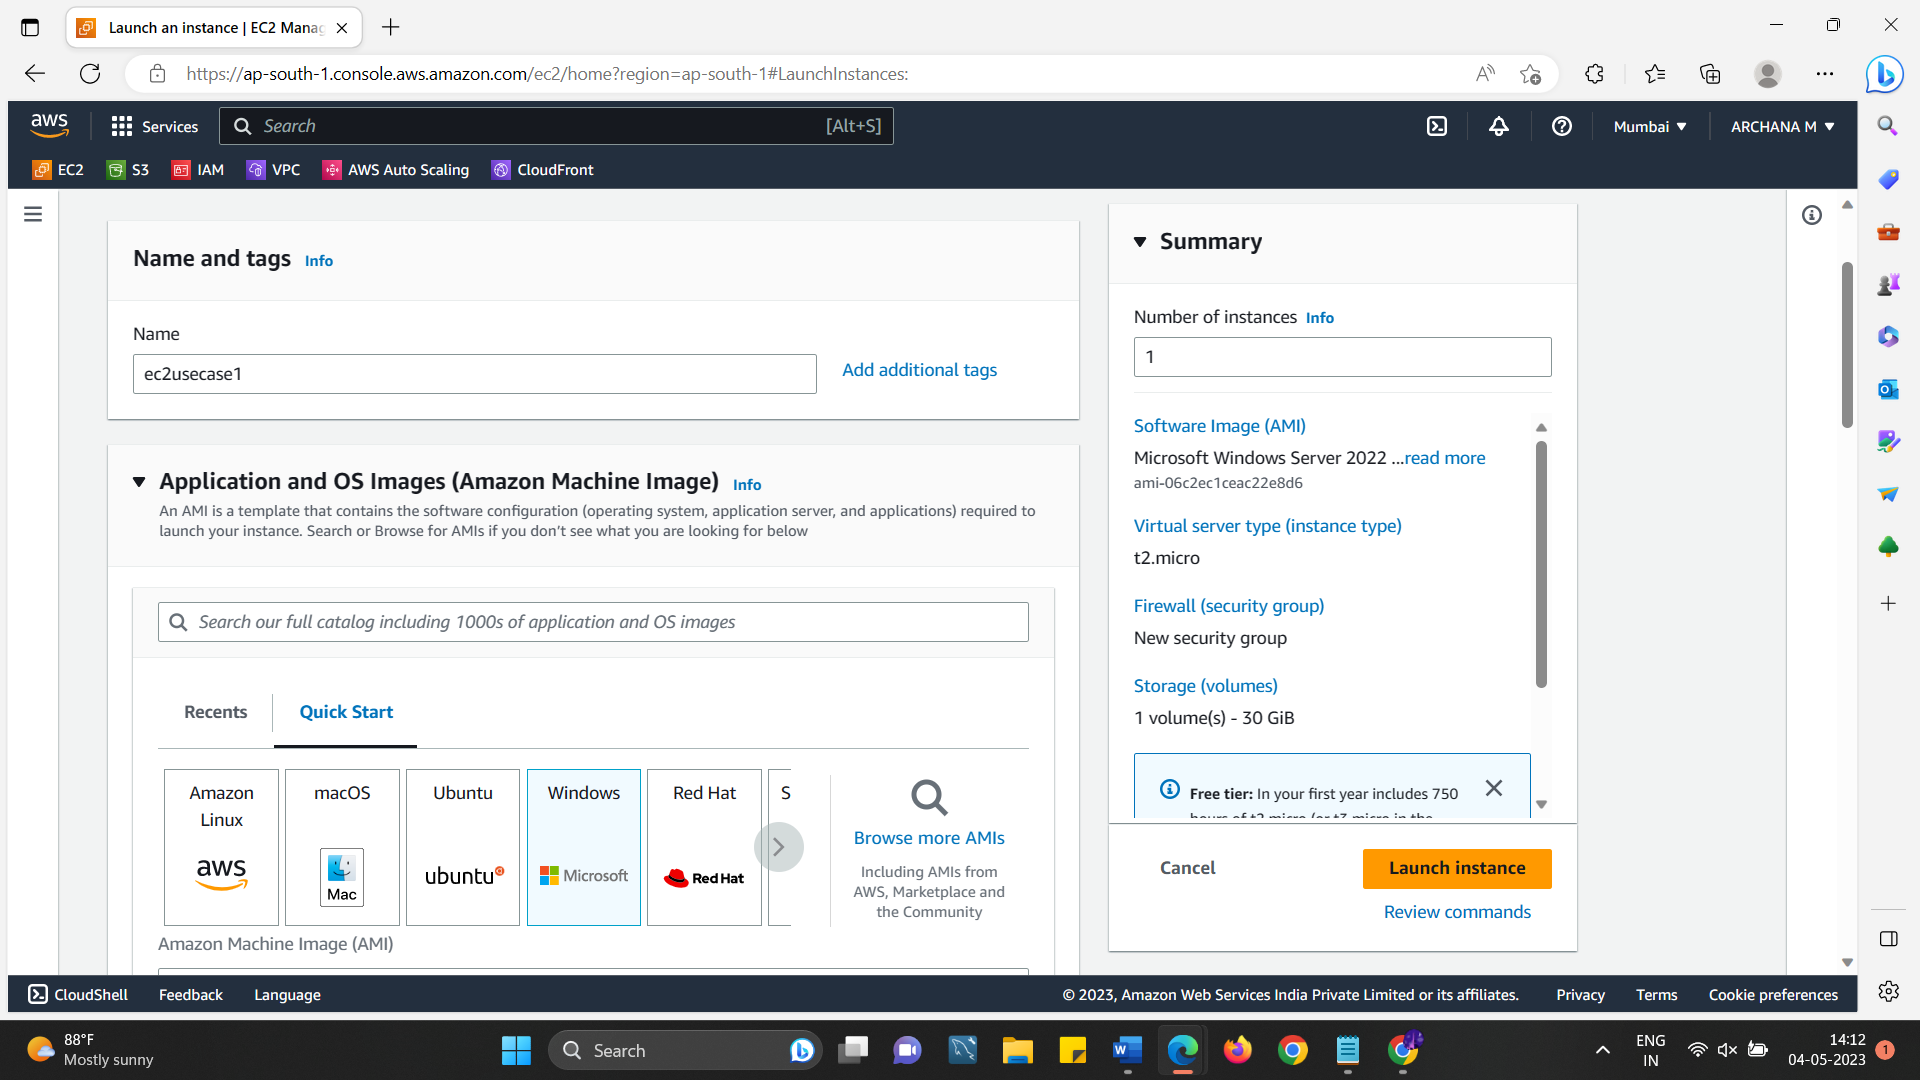 Launch an instance | EC2 Manag
https://ap-south-1.console.aws.amazon.com/ec2/home?region=ap-south-1#LaunchInstances:
aws
Services
Search
[Alt+S]
Mumbai
ARCHANA M
EC2
S3
IAM
VPC
AWS Auto Scaling
CloudFront
Name and tags Info
Name
ec2usecase1
Add additional tags
Application and OS Images (Amazon Machine Image) Info
An AMI is a template that contains the software configuration (operating system, application server, and applications) required to
launch your instance. Search or Browse for AMIs if you don't see what you are looking for below
Search our full catalog including 1000s of application and OS images
Recents
Quick Start
Amazon
Linux
aws
macOS
Mac
Ubuntu
ubuntu
Windows
Microsoft
Red Hat
Red Hat
S
Browse more AMIs
Including AMIs from
AWS, Marketplace and
the Community
Amazon Machine Image (AMI)
Summary
Number of instances Info
1
Software Image (AMI)
Microsoft Windows Server 2022 ...read more
ami-06c2ec1ceac22e8d6
Virtual server type (instance type)
t2.micro
Firewall (security group)
New security group
Storage (volumes)
1 volume(s) - 30 GiB
Free tier: In your first year includes 750
hours of t2.micro (or t3.micro in the
Cancel
Launch instance
Review commands
CloudShell
Feedback
Language
© 2023, Amazon Web Services India Private Limited or its affiliates.
Privacy
Terms
Cookie preferences
88°F
Mostly sunny
Search
ENG
IN
14:12
04-05-2023
1